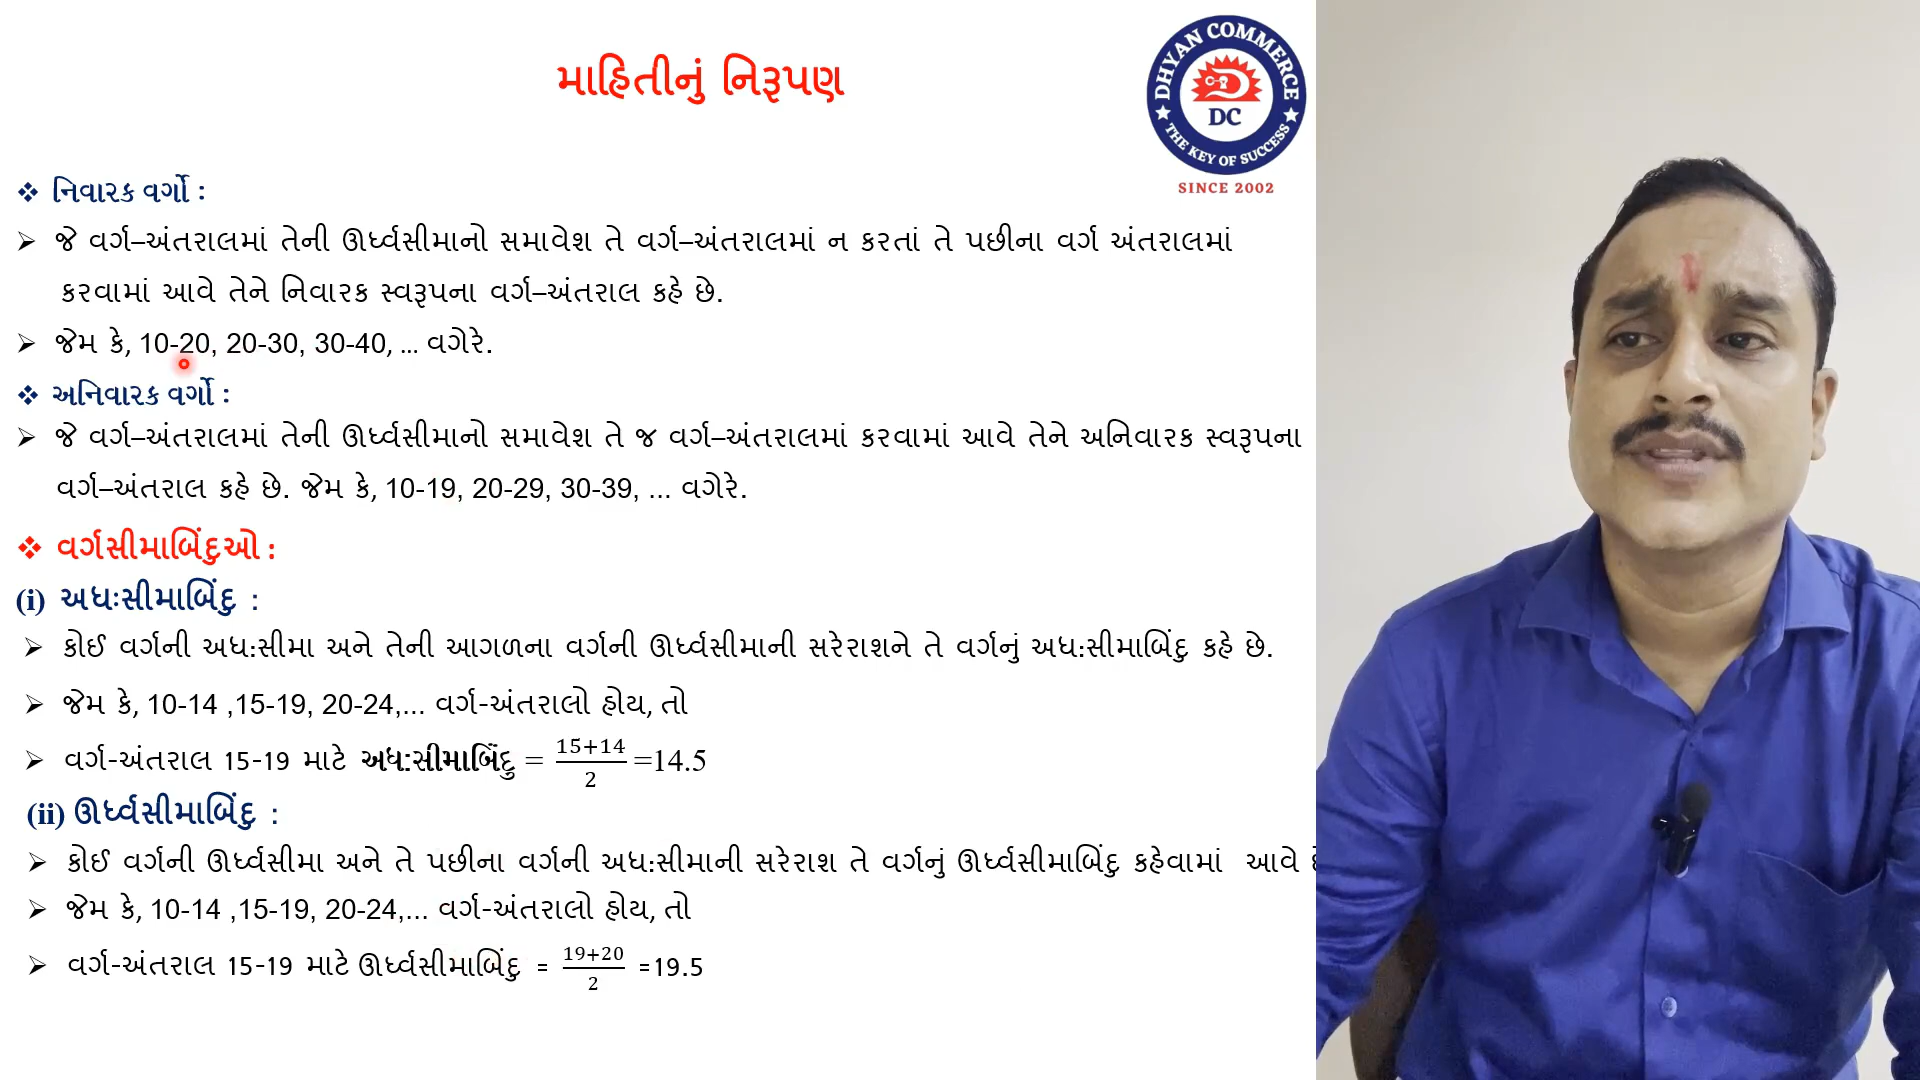 માહિતીનું નિરૂપણ
DHYAN COMMERCE
DC
THE KEY OF SUCCESS
SINCE 2002
❖ નિવારક વર્ગો :
➢ જે વર્ગ–અંતરાલમાં તેની ઊર્ધ્વસીમાનો સમાવેશ તે વર્ગ–અંતરાલમાં ન કરતાં તે પછીના વર્ગ અંતરાલમાં
કરવામાં આવે તેને નિવારક સ્વરૂપના વર્ગ–અંતરાલ કહે છે.
➢ જેમ કે, 10-20, 20-30, 30-40, ... વગેરે.
❖ અનિવારક વર્ગો :
➢ જે વર્ગ–અંતરાલમાં તેની ઊર્ધ્વસીમાનો સમાવેશ તે જ વર્ગ–અંતરાલમાં કરવામાં આવે તેને અનિવારક સ્વરૂપના
વર્ગ–અંતરાલ કહે છે. જેમ કે, 10-19, 20-29, 30-39, ... વગેરે.
❖ વર્ગસીમાબિંદુઓ :
(i) અધઃસીમાબિંદુ :
➢ કોઈ વર્ગની અધ:સીમા અને તેની આગળના વર્ગની ઊર્ધ્વસીમાની સરેરાશને તે વર્ગનું અધ:સીમાબિંદુ કહે છે.
➢ જેમ કે, 10-14 ,15-19, 20-24,... વર્ગ-અંતરાલો હોય, તો
➢ વર્ગ-અંતરાલ 15-19 માટે અધ:સીમાબિંદુ = (15+14)/2 =14.5
(ii) ઊર્ધ્વસીમાબિંદુ :
➢ કોઈ વર્ગની ઊર્ધ્વસીમા અને તે પછીના વર્ગની અધ:સીમાની સરેરાશ તે વર્ગનું ઊર્ધ્વસીમાબિંદુ કહેવામાં આવે
➢ જેમ કે, 10-14 ,15-19, 20-24,... વર્ગ-અંતરાલો હોય, તો
➢ વર્ગ-અંતરાલ 15-19 માટે ઊર્ધ્વસીમાબિંદુ = (19+20)/2 =19.5